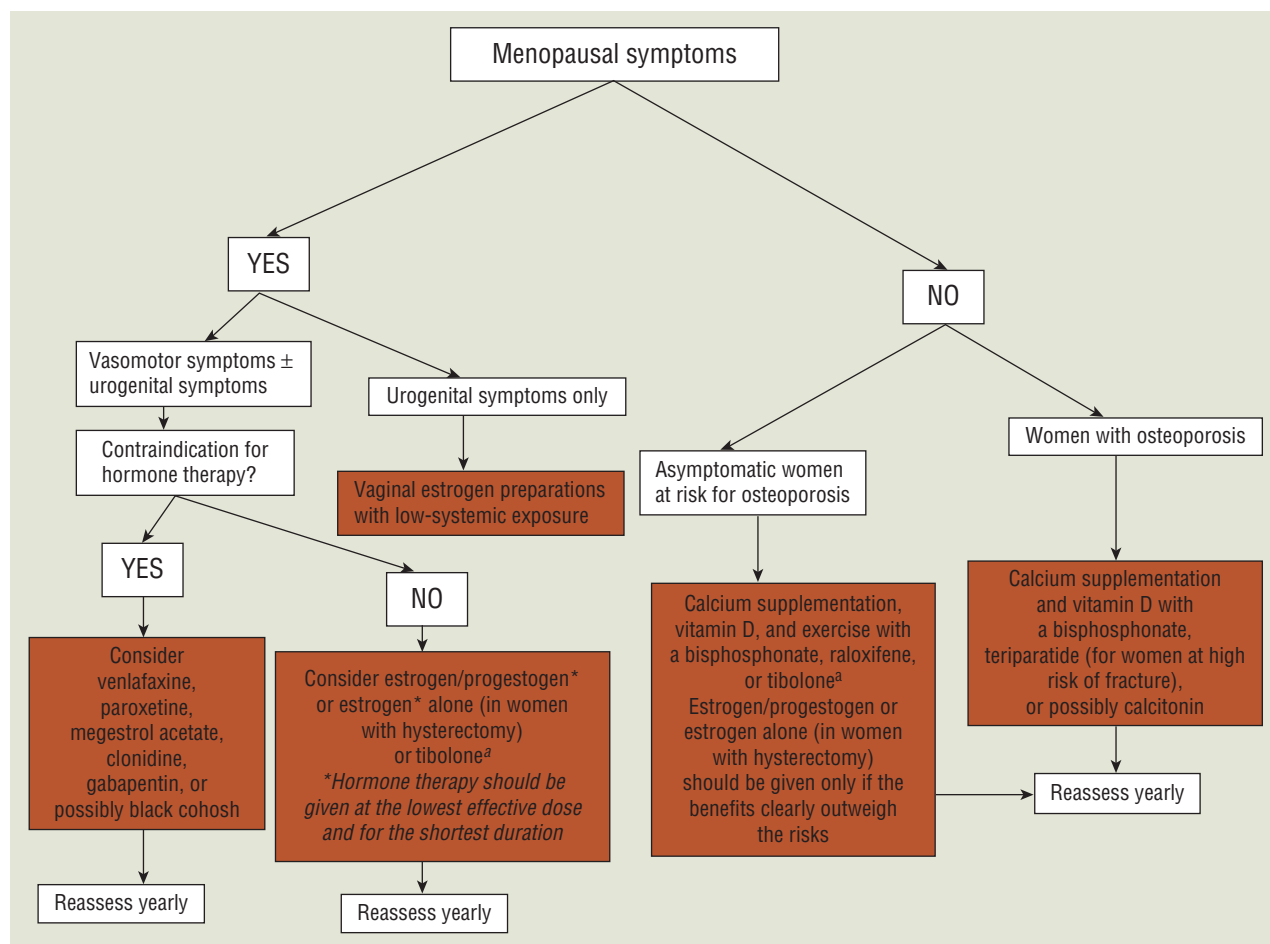 Menopausal symptoms
YES
NO
Vasomotor symptoms ±
urogenital symptoms
Urogenital symptoms only
Contraindication for
hormone therapy?
Vaginal estrogen preparations
with low-systemic exposure
YES
NO
Consider
venlafaxine,
paroxetine,
megestrol acetate,
clonidine,
gabapentin, or
possibly black cohosh
Reassess yearly
Consider estrogen/progestogen*
or estrogen* alone (in women
with hysterectomy)
or tiboloneª
*Hormone therapy should be
given at the lowest effective dose
and for the shortest duration
Reassess yearly
Asymptomatic women
at risk for osteoporosis
Calcium supplementation,
vitamin D, and exercise with
a bisphosphonate, raloxifene,
or tiboloneª
Estrogen/progestogen or
estrogen alone (in women
with hysterectomy)
should be given only if the
benefits clearly outweigh
the risks
Women with osteoporosis
Calcium supplementation
and vitamin D with
a bisphosphonate,
teriparatide (for women at high
risk of fracture),
or possibly calcitonin
Reassess yearly